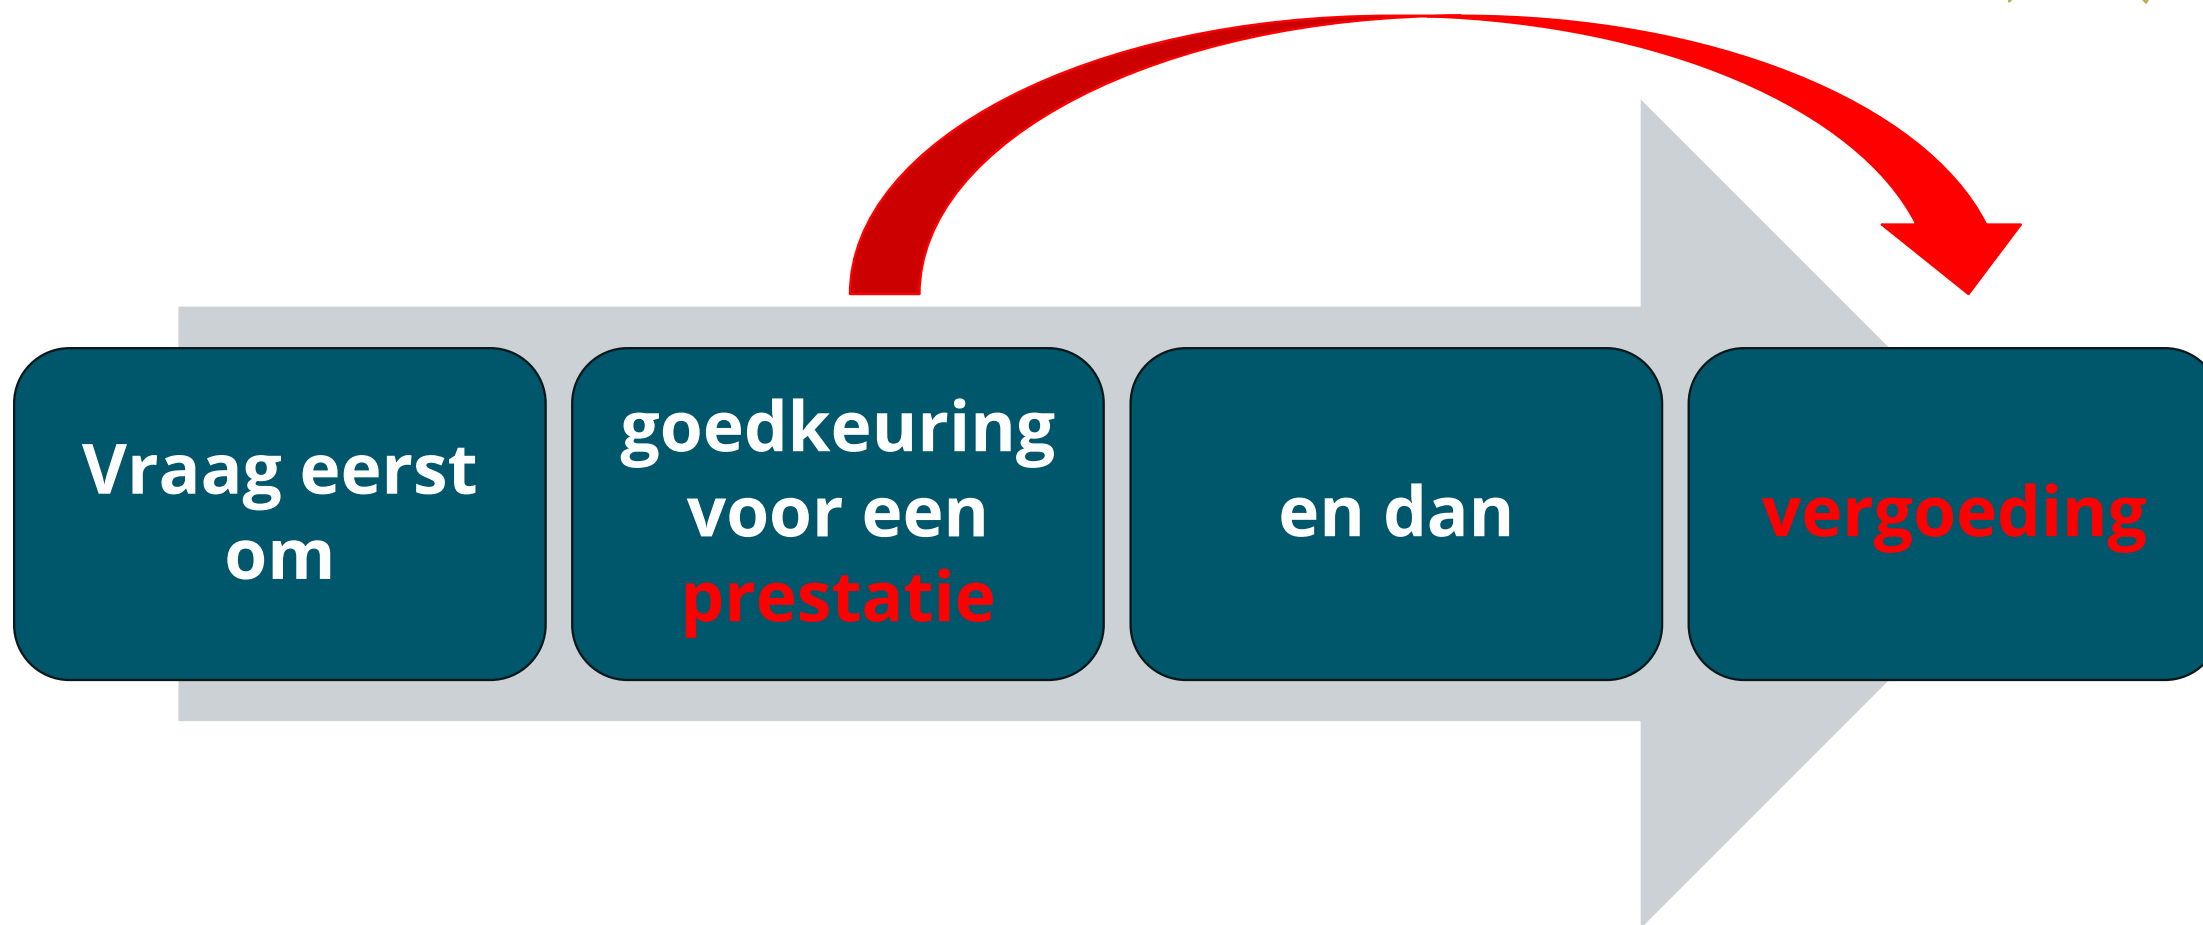 Vraag eerst
om
goedkeuring
voor een
prestatie
en dan
vergoeding